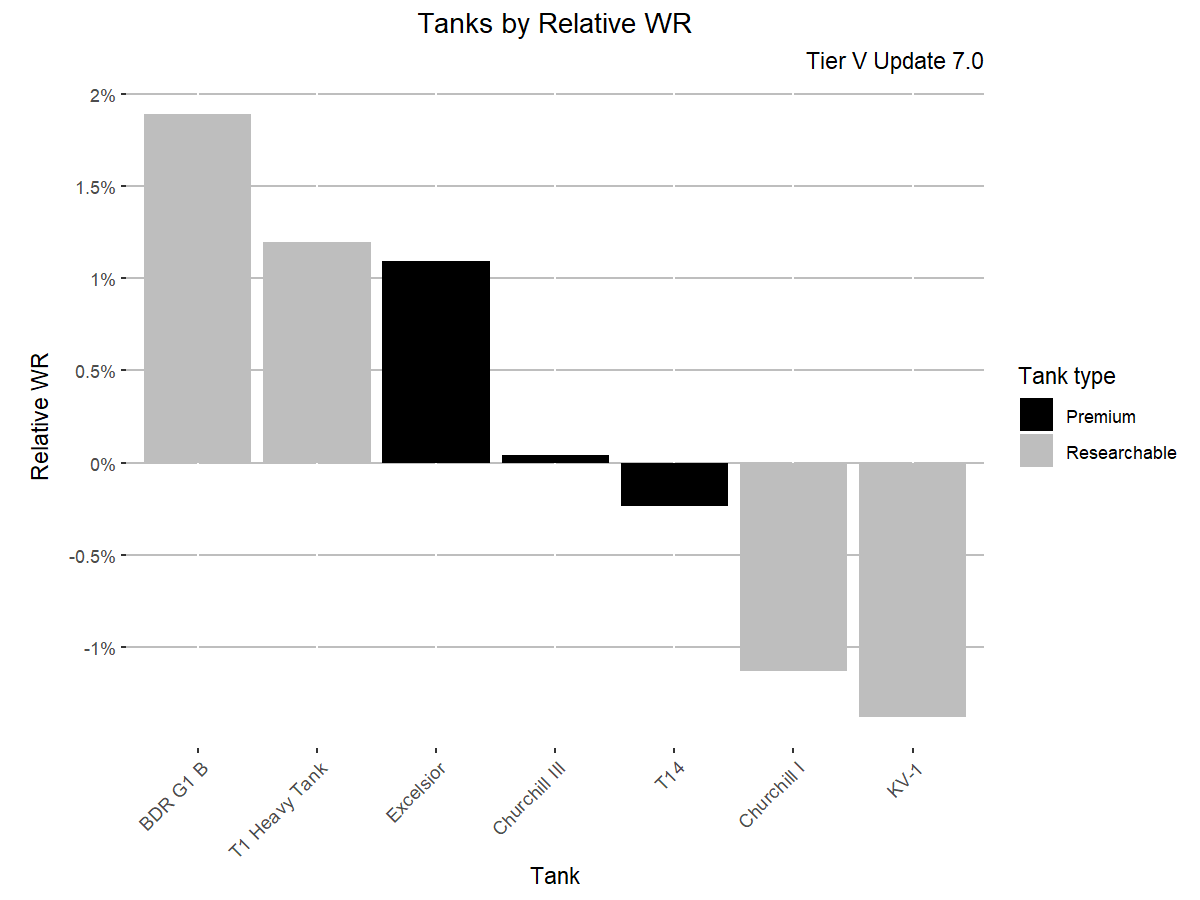 Tanks by Relative WR
Tier V Update 7.0
2%
1.5%
1%
0.5%
0%
-0.5%
-1%
Relative WR
BDR G1 B
T1 Heavy Tank
Excelsior
Churchill III
T14
Churchill I
KV-1
Tank
Tank type
Premium
Researchable